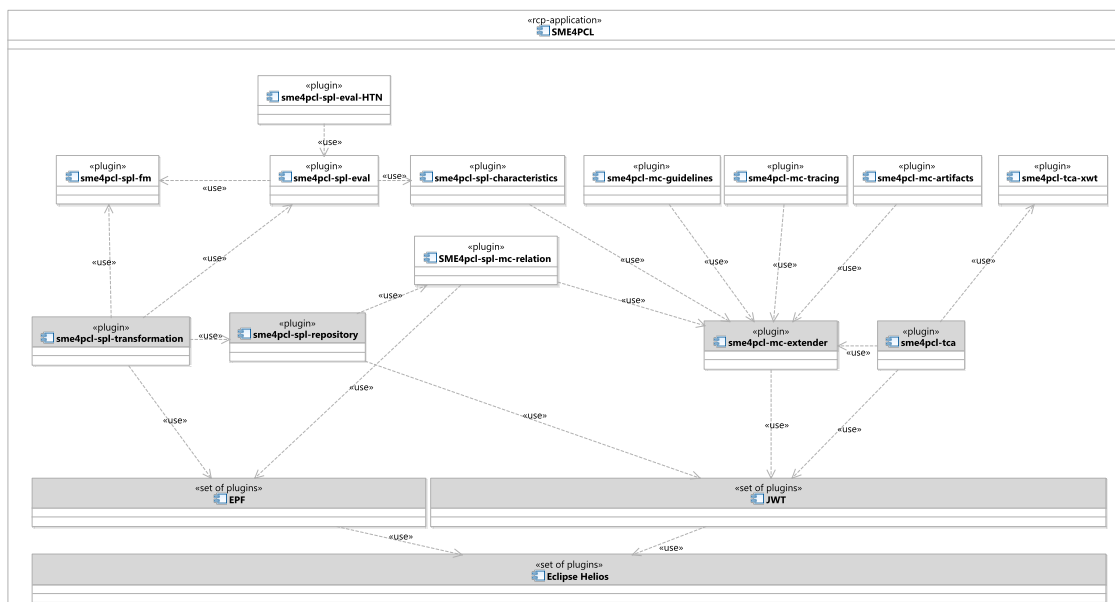 «rcp-application»
SME4PCL
«plugin»
sme4pcl-spl-eval-HTN
«use»
«plugin»
sme4pcl-spl-fm
«use»
«plugin»
sme4pcl-spl-eval
«use»
«plugin»
sme4pcl-spl-characteristics
«plugin»
sme4pcl-mc-guidelines
«plugin»
sme4pcl-mc-tracing
«plugin»
sme4pcl-mc-artifacts
«plugin»
sme4pcl-tca-xwt
«plugin»
SME4pcl-spl-mc-relation
«use»
«use»
«use»
«use»
«use»
«use»
«use»
«use»
«use»
«plugin»
sme4pcl-spl-transformation
«use»
«plugin»
sme4pcl-spl-repository
«plugin»
sme4pcl-mc-extender
«use»
«plugin»
sme4pcl-tca
«use»
«use»
«use»
«use»
«use»
«set of plugins»
EPF
«set of plugins»
JWT
«use»
«use»
«set of plugins»
Eclipse Helios